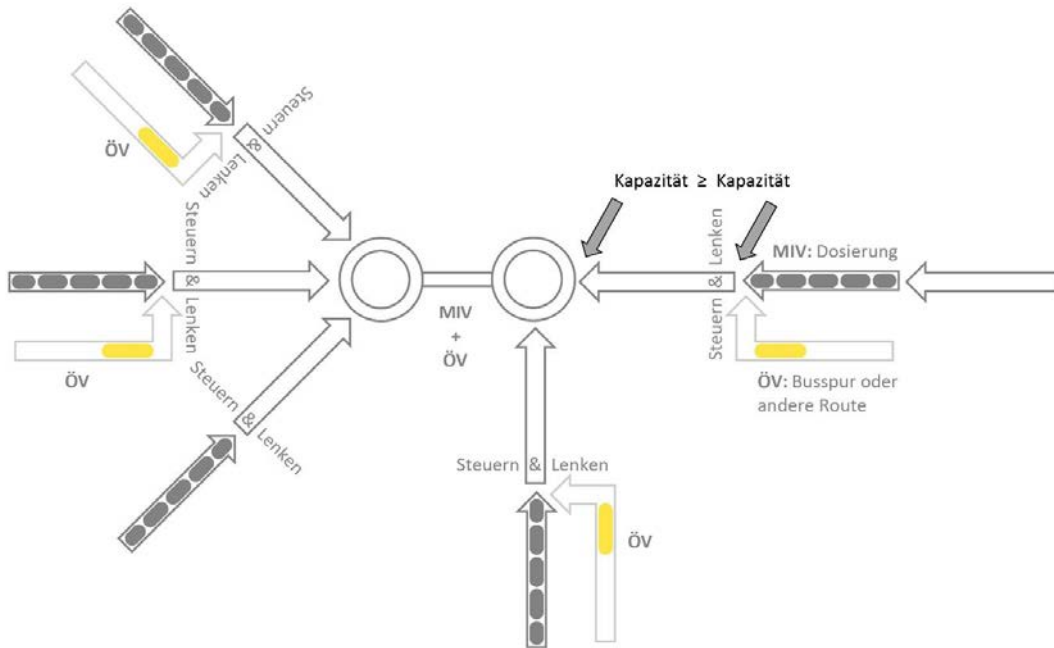 Steuern
&
Lenken
ÖV
Kapazität ≥ Kapazität
Steuern & Lenken
MIV: Dosierung
Steuern & Lenken
MIV
+
ÖV
ÖV
ÖV: Busspur oder
andere Route
Steuern & Lenken
Steuern & Lenken
ÖV